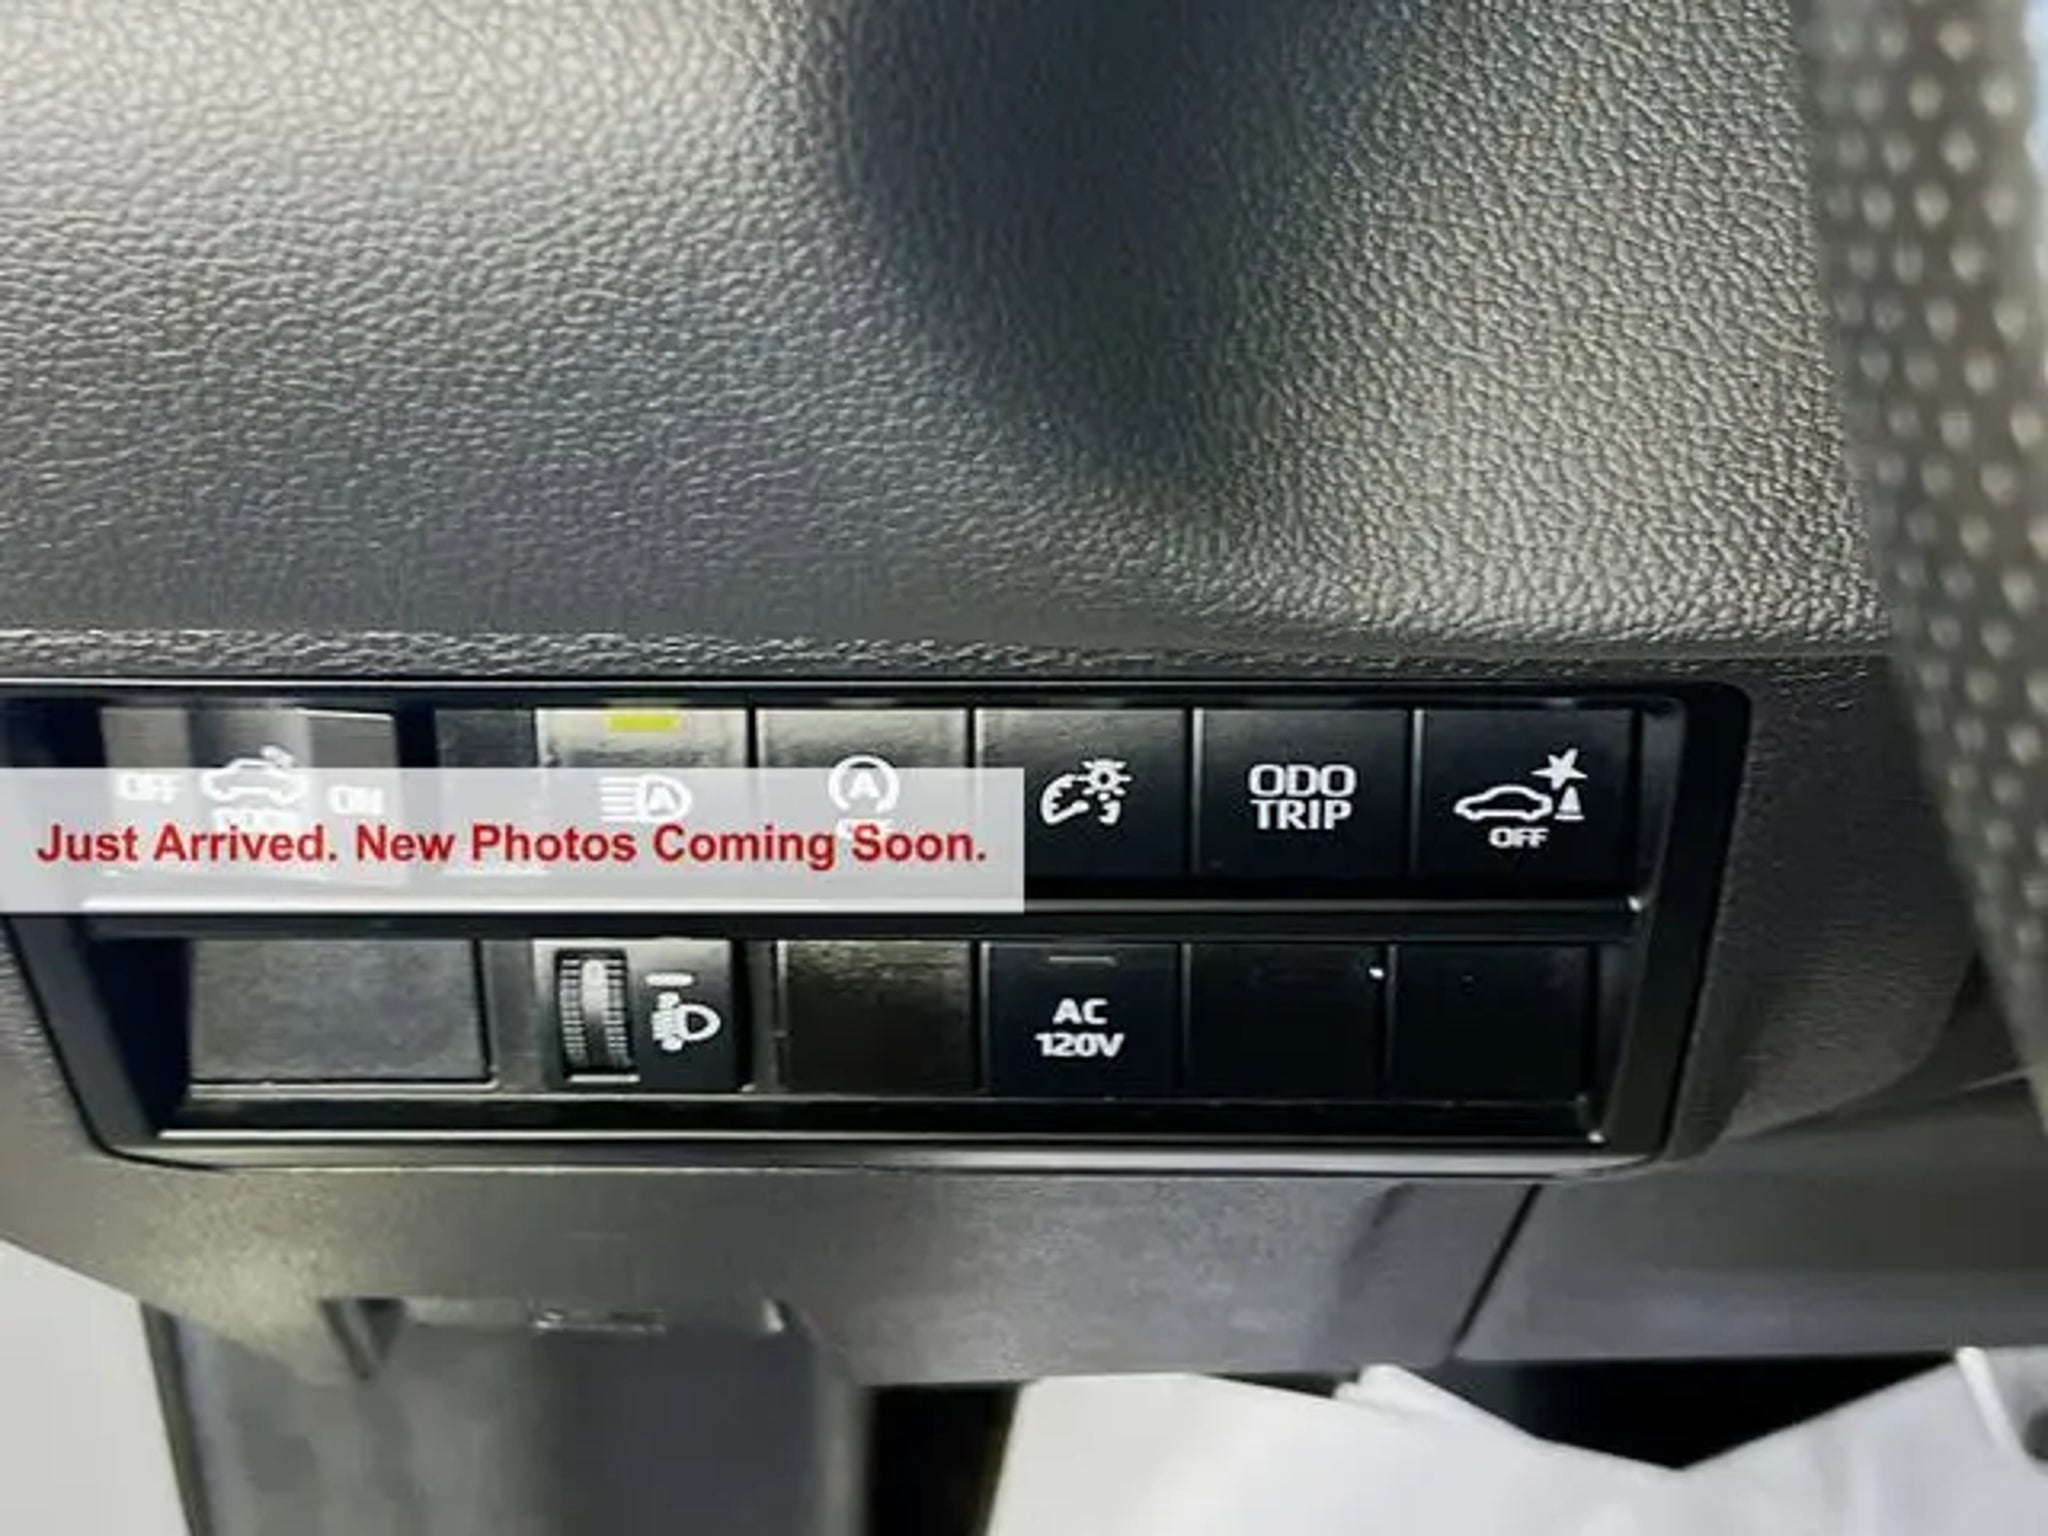 OFF ON
A A
ODO
TRIP
OFF
Just Arrived. New Photos Coming Soon.
AC
120V